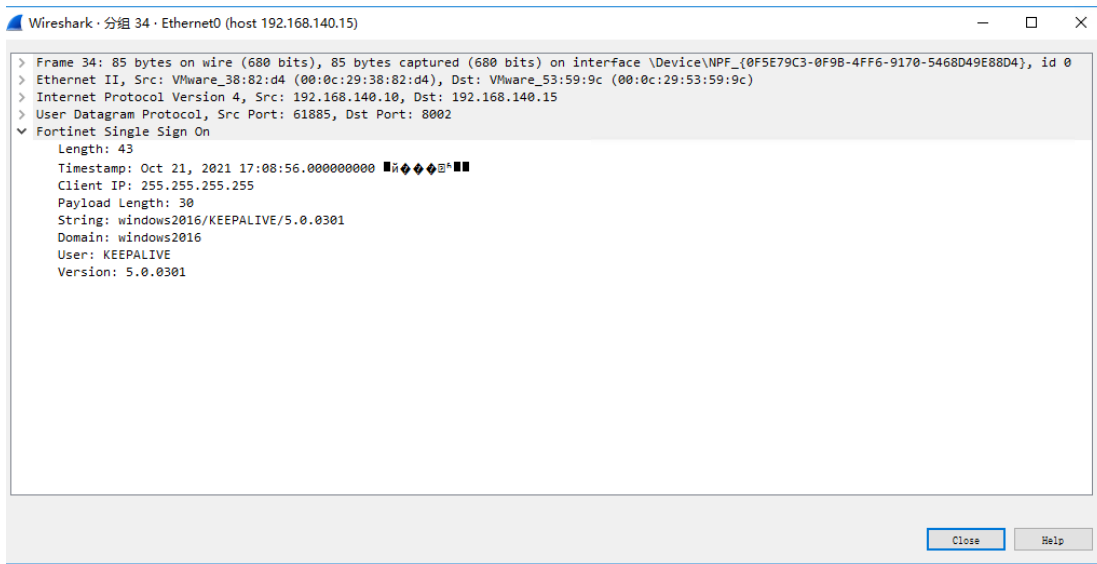 Wireshark · 分组 34 · Ethernet0 (host 192.168.140.15)
Frame 34: 85 bytes on wire (680 bits), 85 bytes captured (680 bits) on interface \Device\NPF_{0F5E79C3-0F9B-4FF6-9170-5468D49E88D4}, id 0
Ethernet II, Src: VMware_38:82:d4 (00:0c:29:38:82:d4), Dst: VMware_53:59:9c (00:0c:29:53:59:9c)
Internet Protocol Version 4, Src: 192.168.140.10, Dst: 192.168.140.15
User Datagram Protocol, Src Port: 61885, Dst Port: 8002
Fortinet Single Sign On
Length: 43
Timestamp: Oct 21, 2021 17:08:56.000000000
Client IP: 255.255.255.255
Payload Length: 30
String: windows2016/KEEPALIVE/5.0.0301
Domain: windows2016
User: KEEPALIVE
Version: 5.0.0301
Close
Help